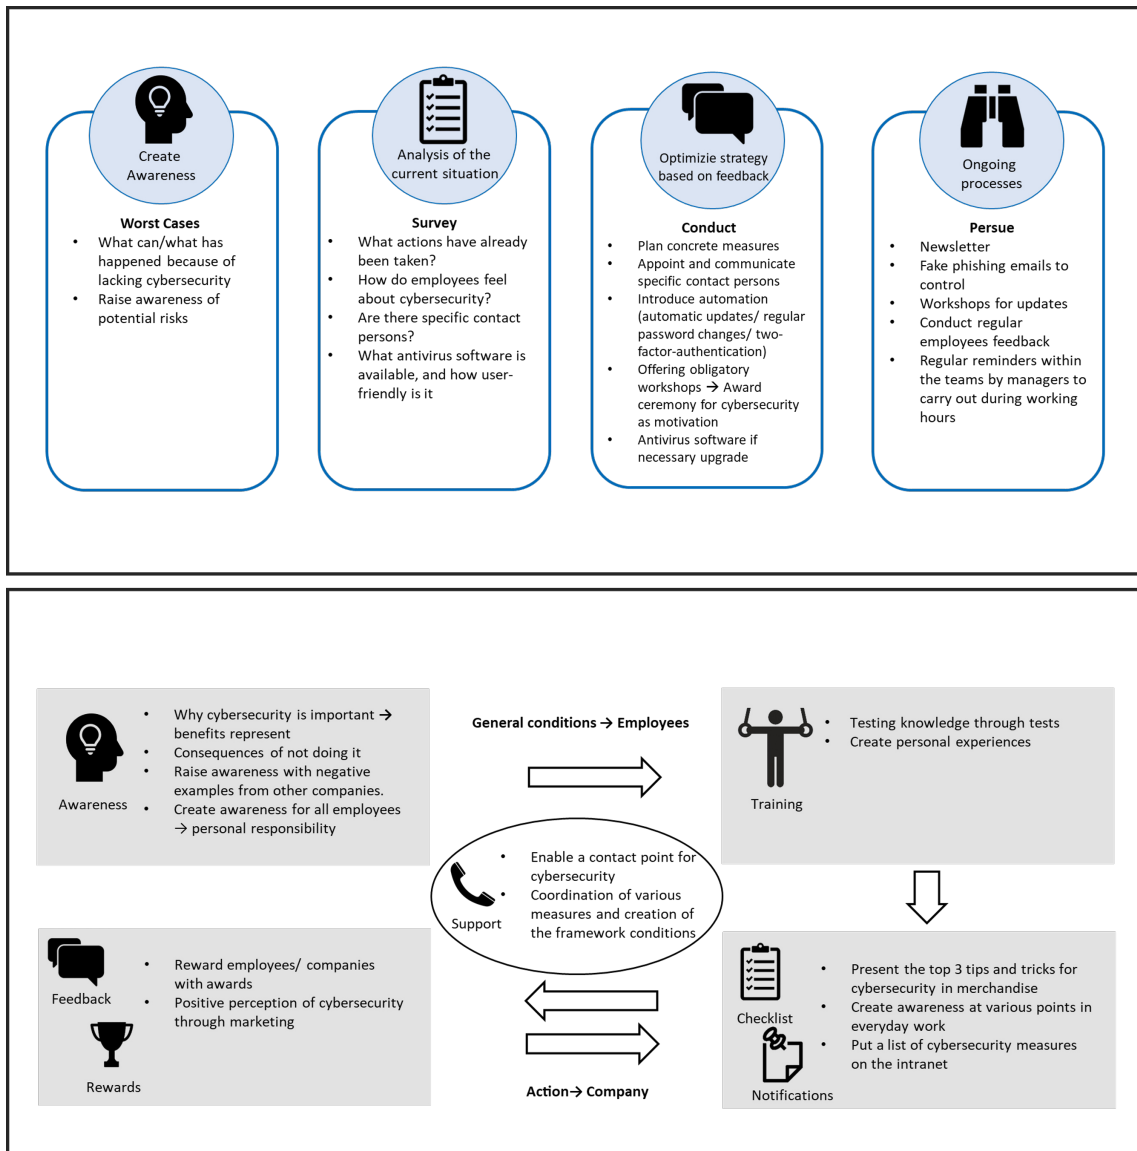 Create
Awareness
Worst Cases
• What can/what has
happened because of
lacking cybersecurity
• Raise awareness of
potential risks
Analysis of the
current situation
Survey
• What actions have already
been taken?
• How do employees feel
about cybersecurity?
• Are there specific contact
persons?
• What antivirus software is
available, and how user-
friendly is it
Optimizie strategy
based on feedback
Conduct
• Plan concrete measures
• Appoint and communicate
specific contact persons
• Introduce automation
(automatic updates/ regular
password changes/ two-
factor-authentication)
• Offering obligatory
workshops → Award
ceremony for cybersecurity
as motivation
• Antivirus software if
necessary upgrade
Ongoing
processes
Persue
• Newsletter
• Fake phishing emails to
control
• Workshops for updates
• Conduct regular
employees feedback
• Regular reminders within
the teams by managers to
carry out during working
hours
Awareness
• Why cybersecurity is important →
benefits represent
• Consequences of not doing it
• Raise awareness with negative
examples from other companies.
• Create awareness for all employees
→ personal responsibility
General conditions → Employees
Training
• Testing knowledge through tests
• Create personal experiences
Support
• Enable a contact point for
cybersecurity
• Coordination of various
measures and creation of
the framework conditions
Feedback
Rewards
• Reward employees/ companies
with awards
• Positive perception of cybersecurity
through marketing
Action→ Company
Checklist
Notifications
• Present the top 3 tips and tricks for
cybersecurity in merchandise
• Create awareness at various points in
everyday work
• Put a list of cybersecurity measures
on the intranet